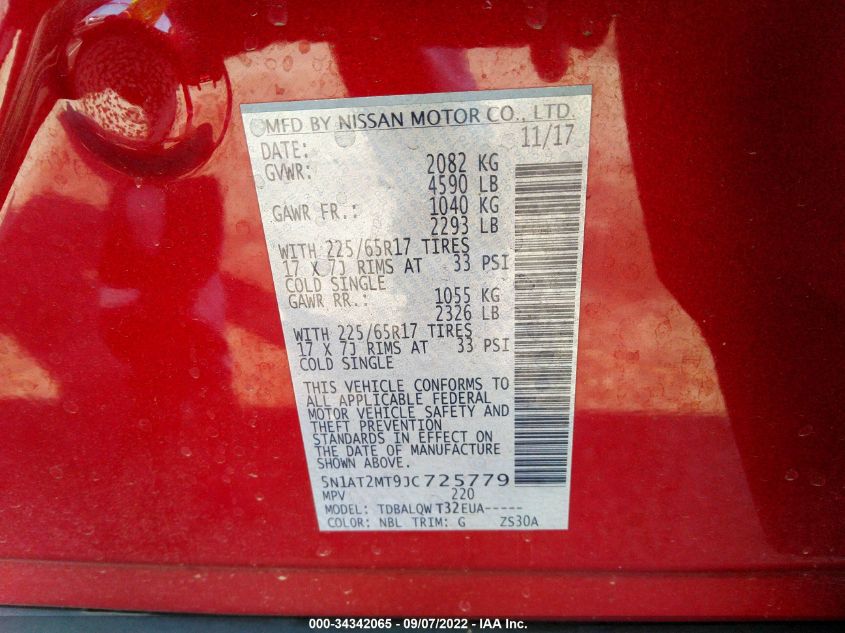 MFD BY NISSAN MOTOR CO., LTD.
DATE: 11/17
GVWR: 2082 KG
4590 LB
GAWR FR.: 1040 KG
2293 LB
WITH 225/65R17 TIRES
17 X 7J RIMS AT 33 PSI
COLD SINGLE
GAWR RR.: 1055 KG
2326 LB
WITH 225/65R17 TIRES
17 X 7J RIMS AT 33 PSI
COLD SINGLE
THIS VEHICLE CONFORMS TO
ALL APPLICABLE FEDERAL
MOTOR VEHICLE SAFETY AND
THEFT PREVENTION
STANDARDS IN EFFECT ON
THE DATE OF MANUFACTURE
SHOWN ABOVE.
5N1AT2MT9JC725779
MPV 220
MODEL: TDBALQWT32EUA-----
COLOR: NBL TRIM: G ZS30A
000-34342065 - 09/07/2022 - IAA Inc.